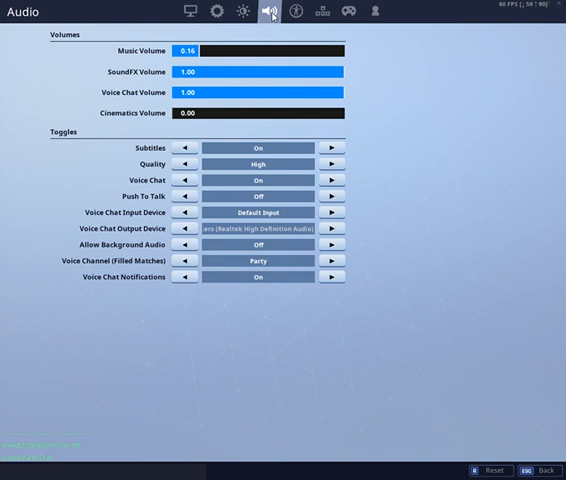 Audio
60 FPS [↓ 59 ↑ 60]
Volumes
Music Volume 0.16
SoundFX Volume 1.00
Voice Chat Volume 1.00
Cinematics Volume 0.00
Toggles
Subtitles ◄ On ►
Quality ◄ High ►
Voice Chat ◄ On ►
Push To Talk ◄ Off ►
Voice Chat Input Device ◄ Default Input ►
Voice Chat Output Device ◄ ers (Realtek High Definition Audio) ►
Allow Background Audio ◄ Off ►
Voice Channel (Filled Matches) ◄ Party ►
Voice Chat Notifications ◄ On ►
R Reset ESC Back